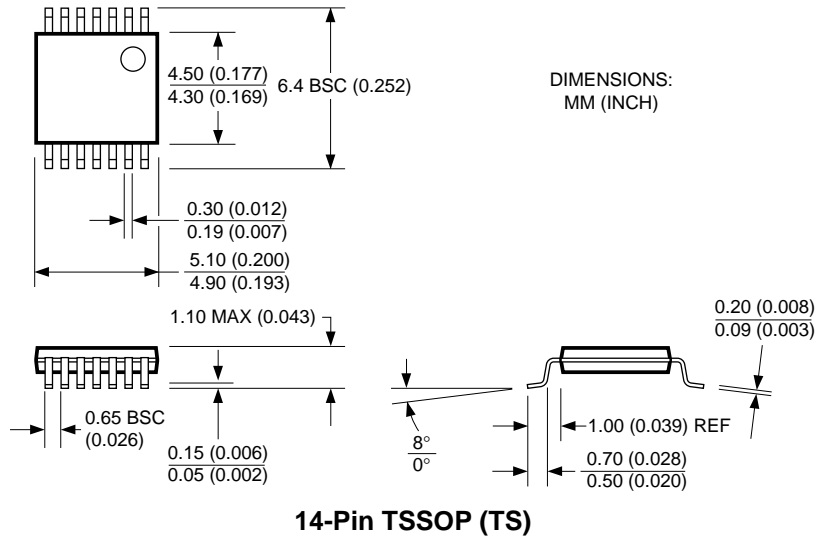 4.50 (0.177)
4.30 (0.169)
6.4 BSC (0.252)
DIMENSIONS:
MM (INCH)
0.30 (0.012)
0.19 (0.007)
5.10 (0.200)
4.90 (0.193)
1.10 MAX (0.043)
0.20 (0.008)
0.09 (0.003)
0.65 BSC
(0.026)
0.15 (0.006)
0.05 (0.002)
8°
0°
1.00 (0.039) REF
0.70 (0.028)
0.50 (0.020)
14-Pin TSSOP (TS)